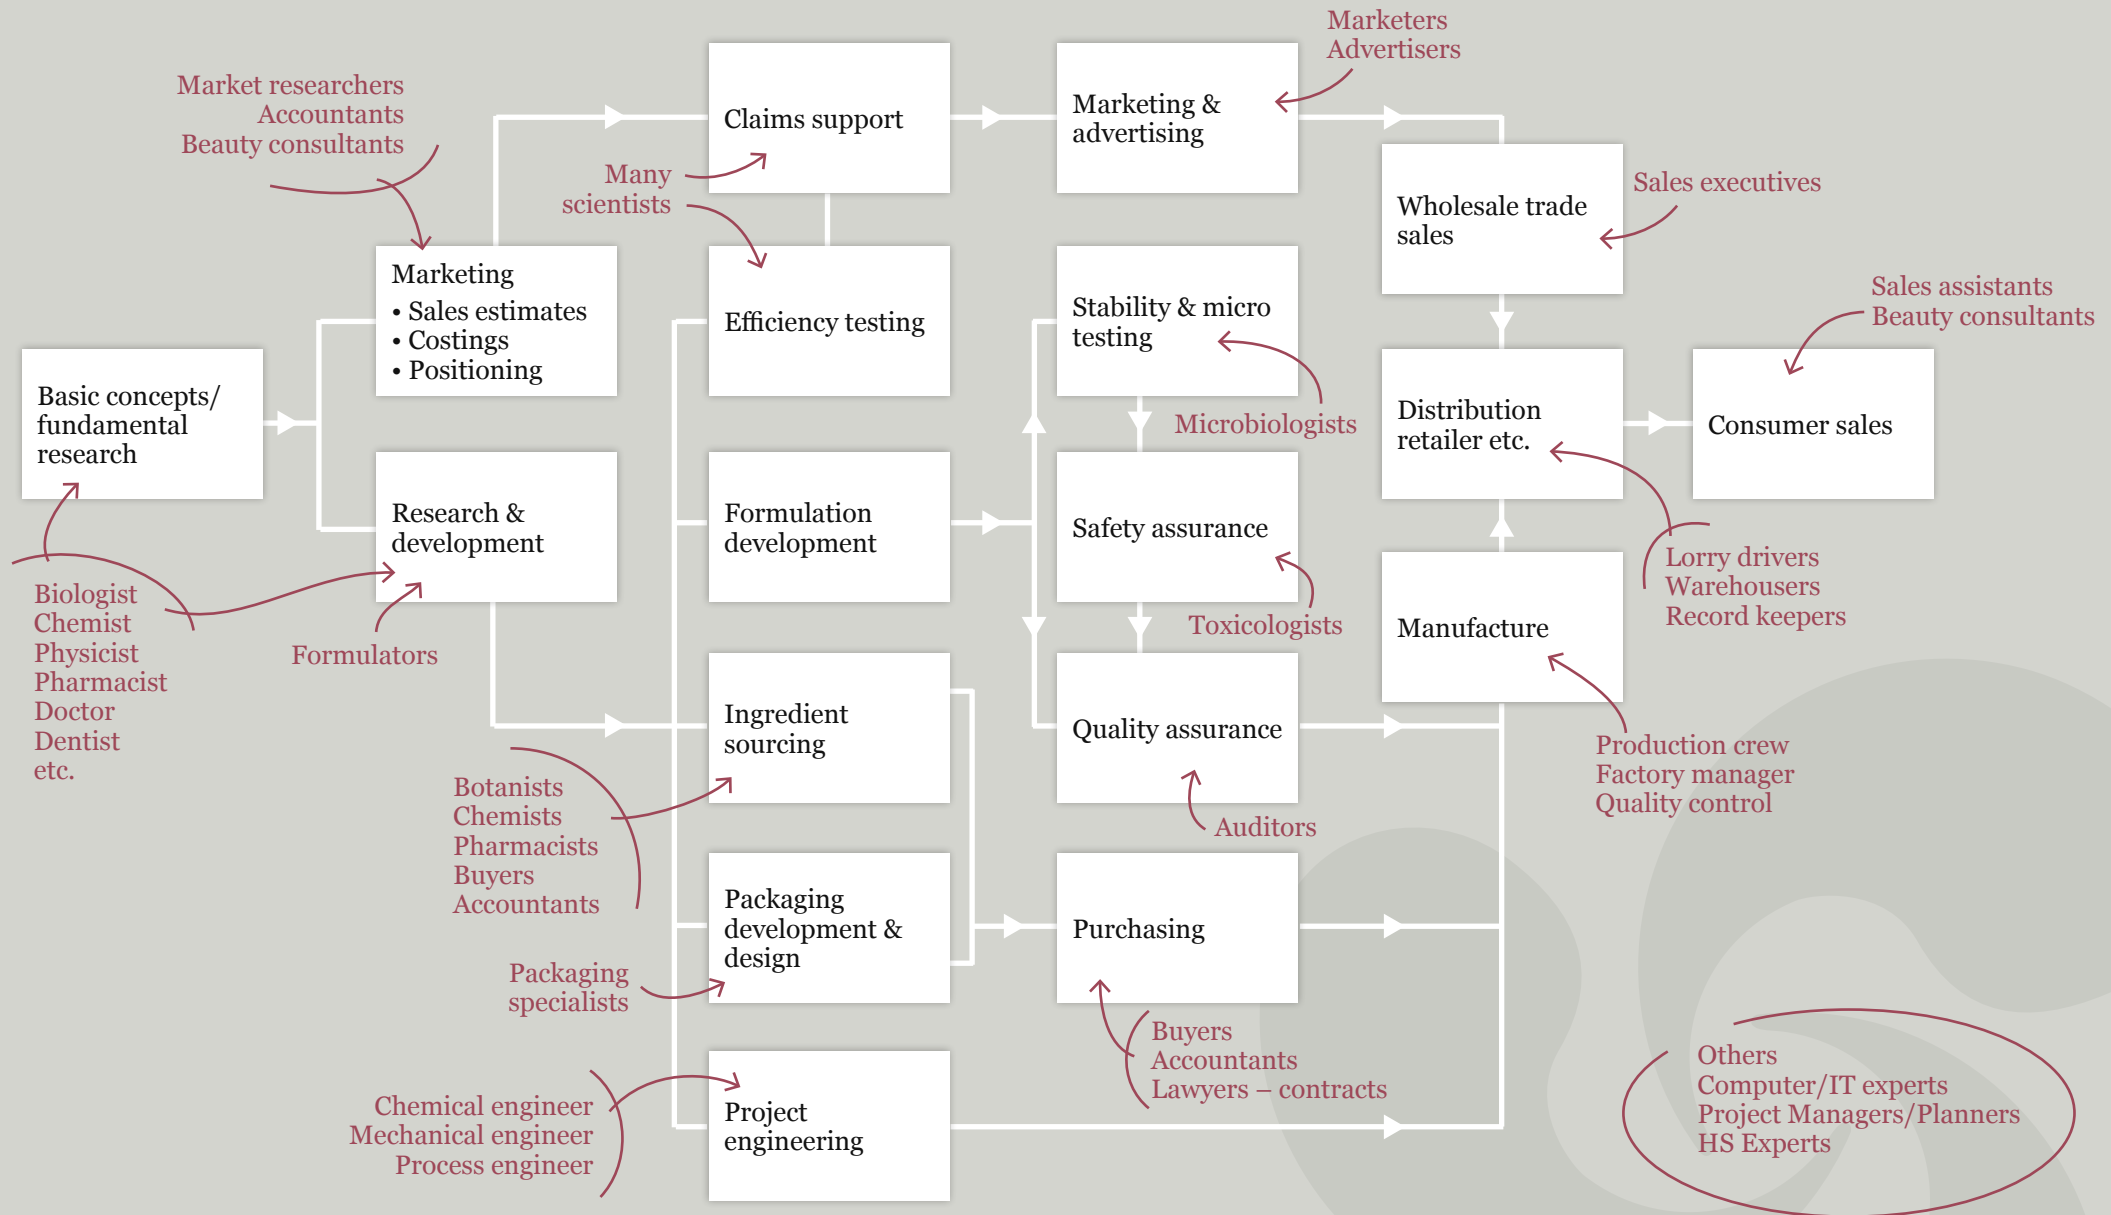 Marketers
Advertisers
Market researchers
Accountants
Beauty consultants
Claims support
Marketing &
advertising
Many
scientists
Wholesale trade
sales
Sales executives
Marketing
• Sales estimates
• Costings
• Positioning
Efficiency testing
Stability & micro
testing
Sales assistants
Beauty consultants
Basic concepts/
fundamental
research
Microbiologists
Distribution
retailer etc.
Consumer sales
Research &
development
Formulation
development
Safety assurance
Biologist
Chemist
Physicist
Pharmacist
Doctor
Dentist
etc.
Formulators
Toxicologists
Manufacture
Lorry drivers
Warehousers
Record keepers
Ingredient
sourcing
Quality assurance
Production crew
Factory manager
Quality control
Botanists
Chemists
Pharmacists
Buyers
Accountants
Auditors
Packaging
development &
design
Purchasing
Packaging
specialists
Buyers
Accountants
Lawyers – contracts
Chemical engineer
Mechanical engineer
Process engineer
Project
engineering
Others
Computer/IT experts
Project Managers/Planners
HS Experts